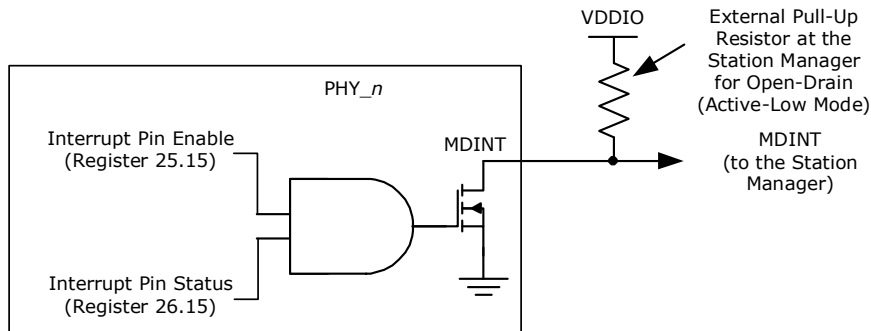 VDDIO
External Pull-Up
Resistor at the
Station Manager
for Open-Drain
(Active-Low Mode)
PHY_n
Interrupt Pin Enable
(Register 25.15)
MDINT
MDINT
(to the Station
Manager)
Interrupt Pin Status
(Register 26.15)